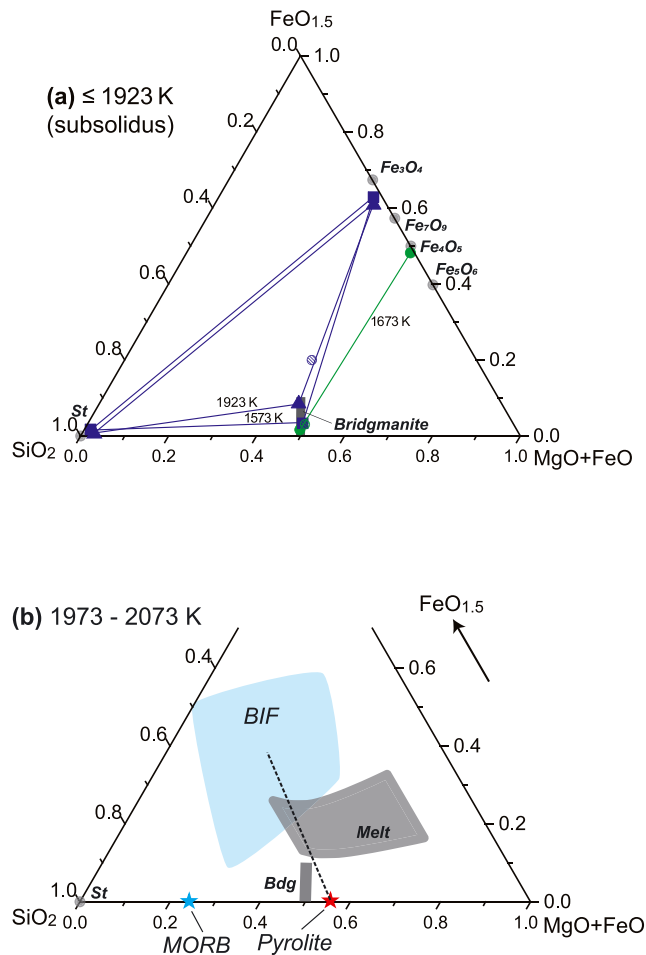 FeO1.5
0.0
1.0
(a) ≤ 1923 K
(subsolidus)
0.2
0.8
Fe3O4
0.4
0.6
Fe7O9
Fe4O5
Fe5O6
0.6
0.4
1673 K
0.8
0.2
St
1923 K
1573 K
Bridgmanite
1.0
0.0
SiO2
0.0
0.2
0.4
0.6
0.8
1.0
MgO+FeO
(b) 1973 - 2073 K
FeO1.5
0.4
0.6
BIF
0.6
0.4
0.8
0.2
Melt
Bdg
1.0
St
0.0
SiO2
0.0
0.2
0.4
0.6
0.8
1.0
MgO+FeO
MORB
Pyrolite